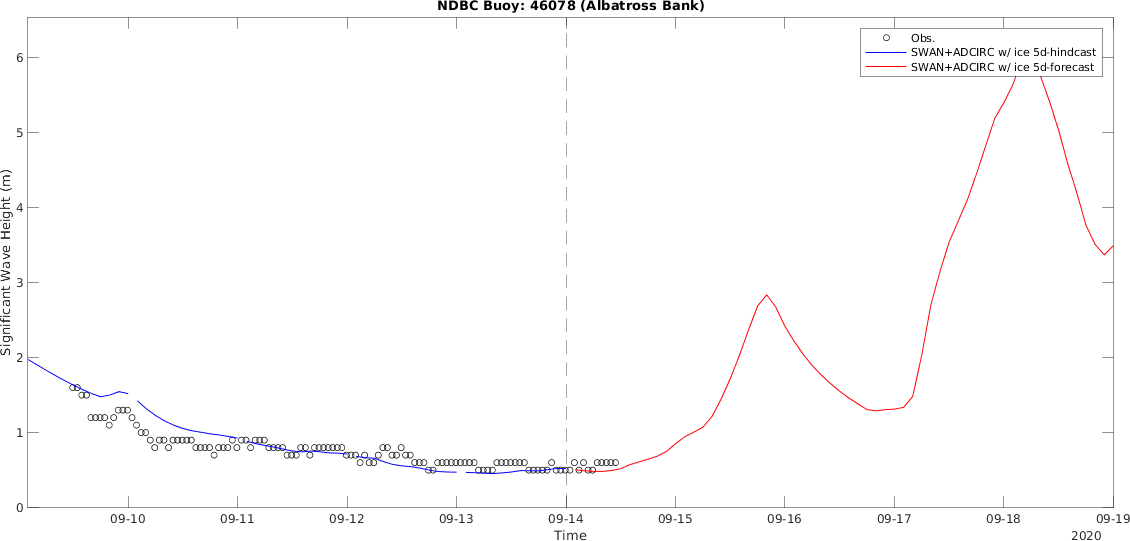 NDBC Buoy: 46078 (Albatross Bank)
Obs.
SWAN+ADCIRC w/ ice 5d-hindcast
SWAN+ADCIRC w/ ice 5d-forecast
Significant Wave Height (m)
6
5
4
3
2
1
0
09-10 09-11 09-12 09-13 09-14 09-15 09-16 09-17 09-18 09-19
Time
2020